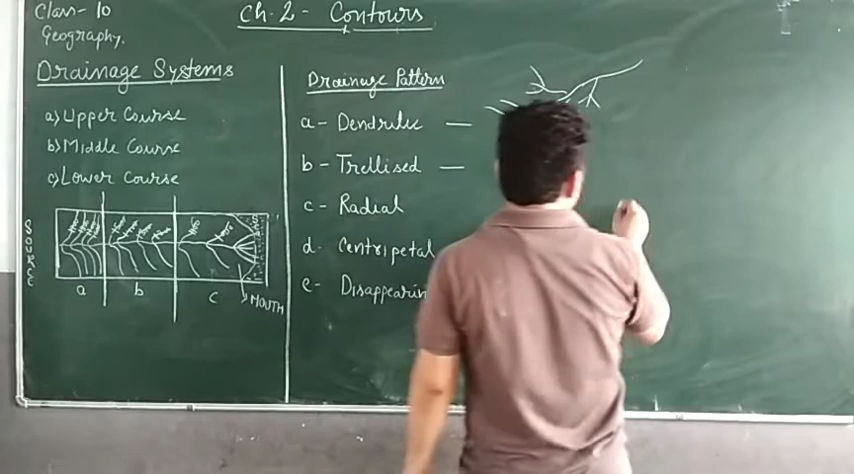 Class- 10
Geography.
Ch. 2 - Contours
Drainage Systems
a) Upper Course
b) Middle Course
c) Lower Course
SOURCE
a
b
c
MOUTH
Drainage Pattern
a - Dendritic —
b - Trellised —
c - Radial
d. Centripetal
e - Disappearin